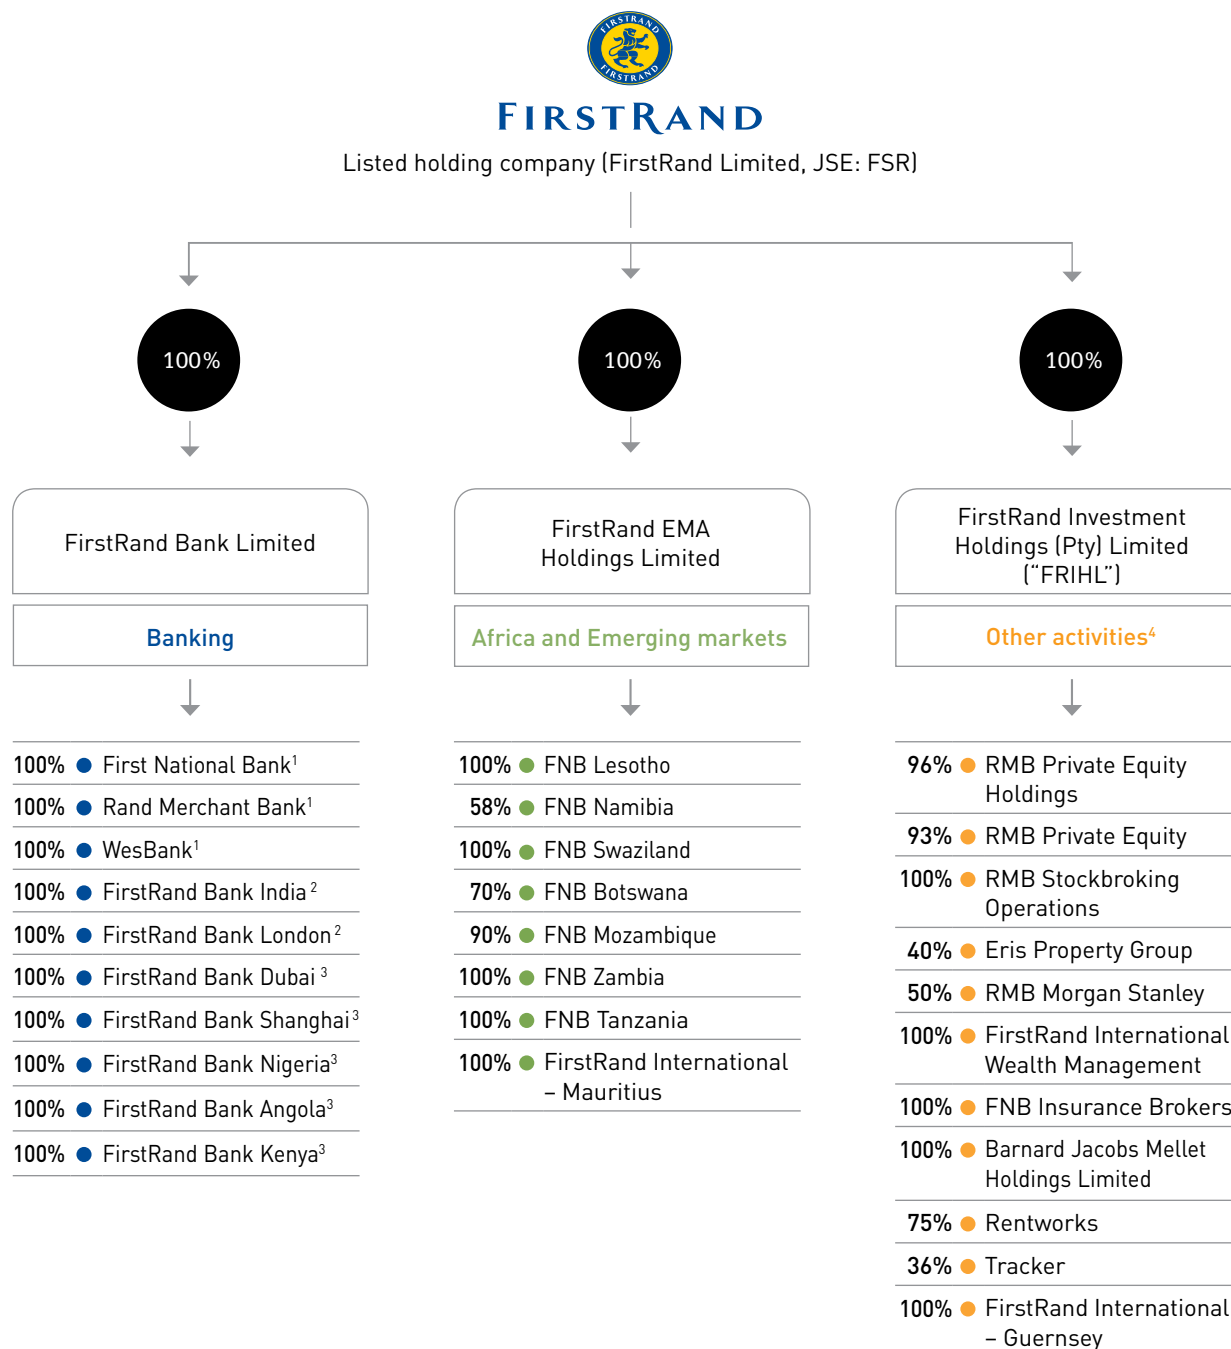 FIRSTRAND
FIRSTRAND
FIRSTRAND
Listed holding company (FirstRand Limited, JSE: FSR)
100%
100%
100%
FirstRand Bank Limited
Banking
100% First National Bank¹
100% Rand Merchant Bank¹
100% WesBank¹
100% FirstRand Bank India²
100% FirstRand Bank London²
100% FirstRand Bank Dubai³
100% FirstRand Bank Shanghai³
100% FirstRand Bank Nigeria³
100% FirstRand Bank Angola³
100% FirstRand Bank Kenya³
FirstRand EMA
Holdings Limited
Africa and Emerging markets
100% FNB Lesotho
58% FNB Namibia
100% FNB Swaziland
70% FNB Botswana
90% FNB Mozambique
100% FNB Zambia
100% FNB Tanzania
100% FirstRand International
– Mauritius
FirstRand Investment
Holdings (Pty) Limited
(“FRIHL”)
Other activities⁴
96% RMB Private Equity
Holdings
93% RMB Private Equity
100% RMB Stockbroking
Operations
40% Eris Property Group
50% RMB Morgan Stanley
100% FirstRand International
Wealth Management
100% FNB Insurance Brokers
100% Barnard Jacobs Mellet
Holdings Limited
75% Rentworks
36% Tracker
100% FirstRand International
– Guernsey